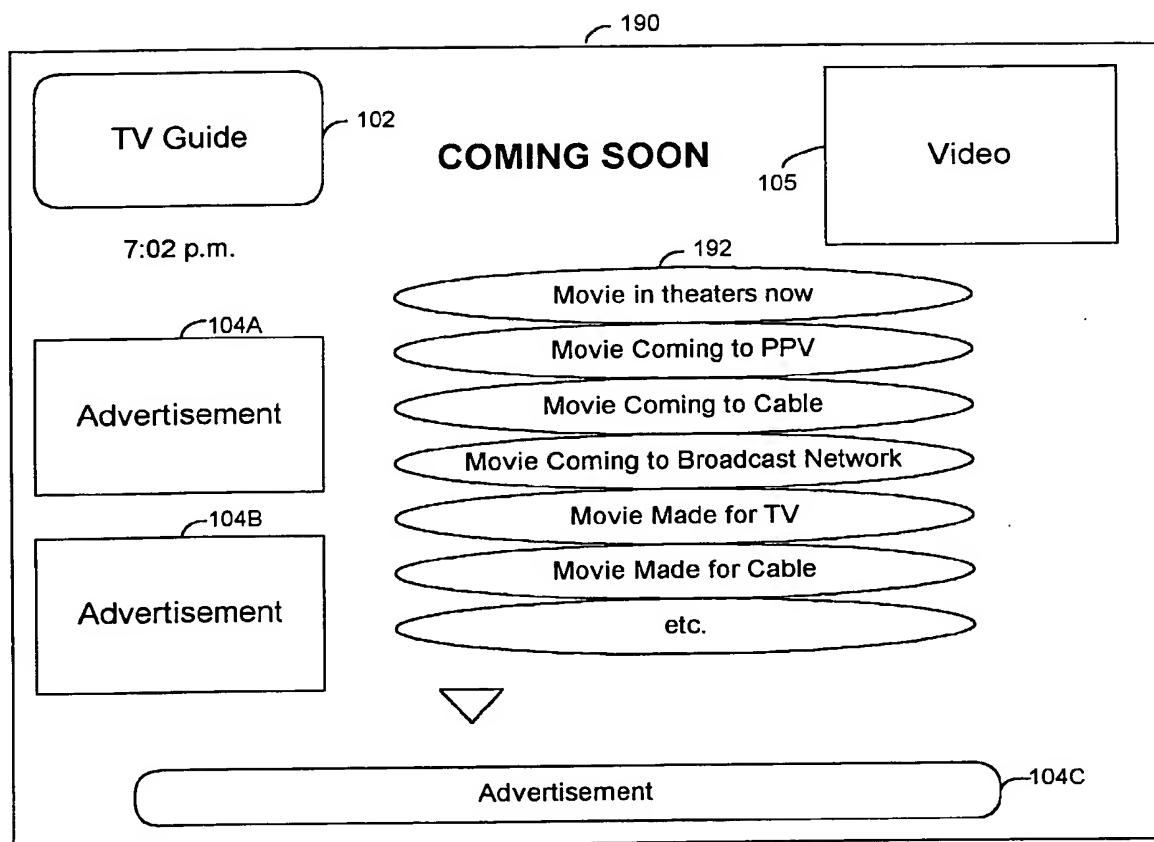 190
TV Guide
102
COMING SOON
105
Video
7:02 p.m.
192
Movie in theaters now
Movie Coming to PPV
Movie Coming to Cable
Movie Coming to Broadcast Network
Movie Made for TV
Movie Made for Cable
etc.
104A
Advertisement
104B
Advertisement
Advertisement
104C